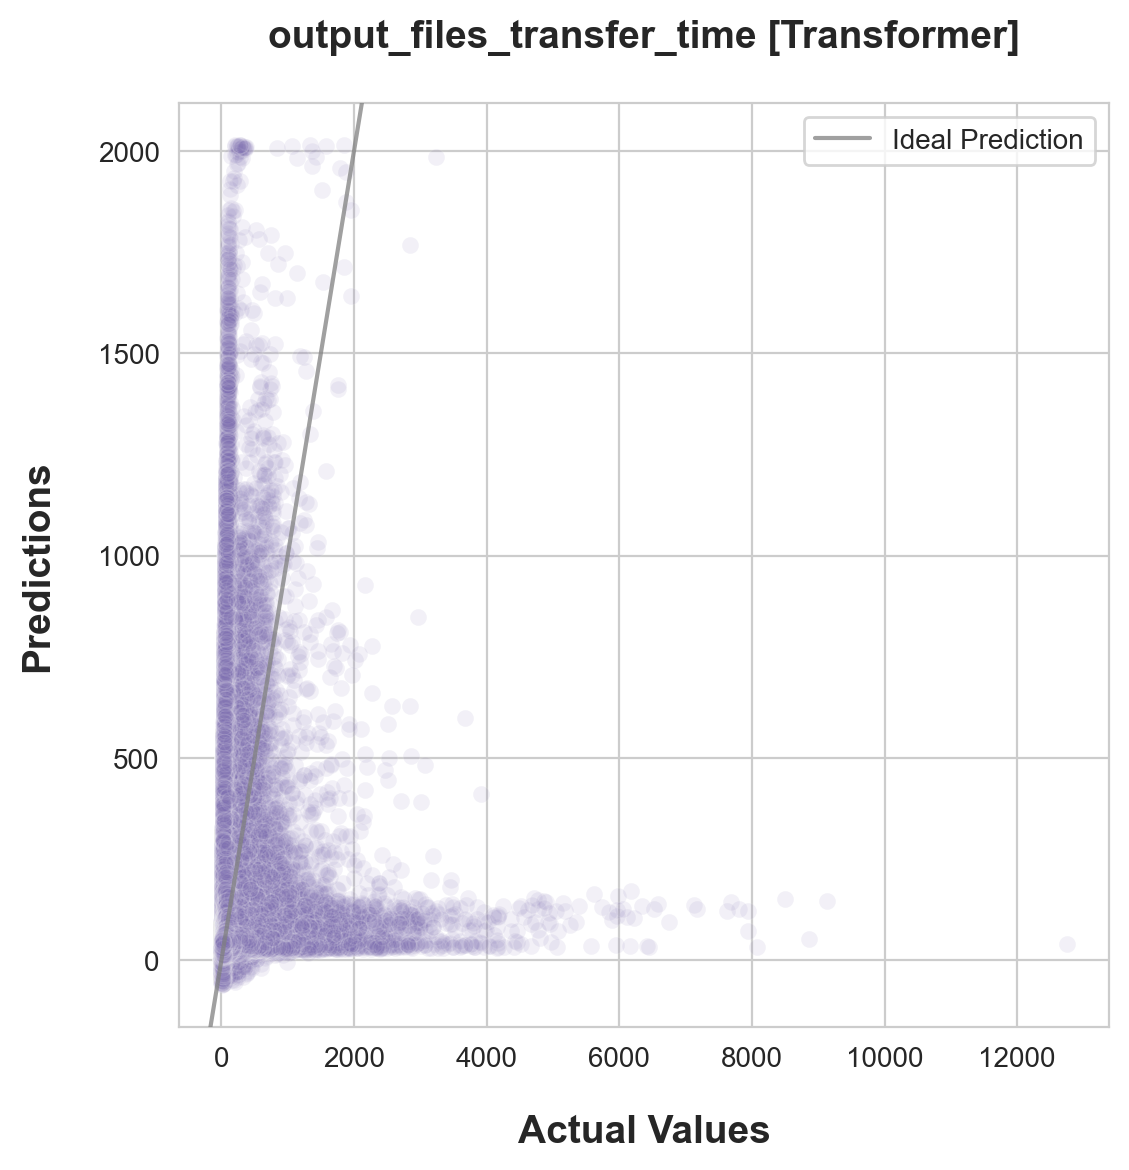 output_files_transfer_time [Transformer]
Ideal Prediction
2000
1500
1000
500
0
Predictions
0 2000 4000 6000 8000 10000 12000
Actual Values